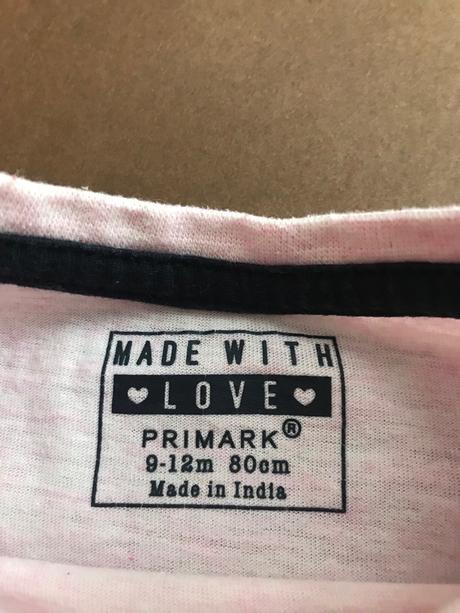 MADE WITH
LOVE
PRIMARK®
9-12m 80cm
Made in India